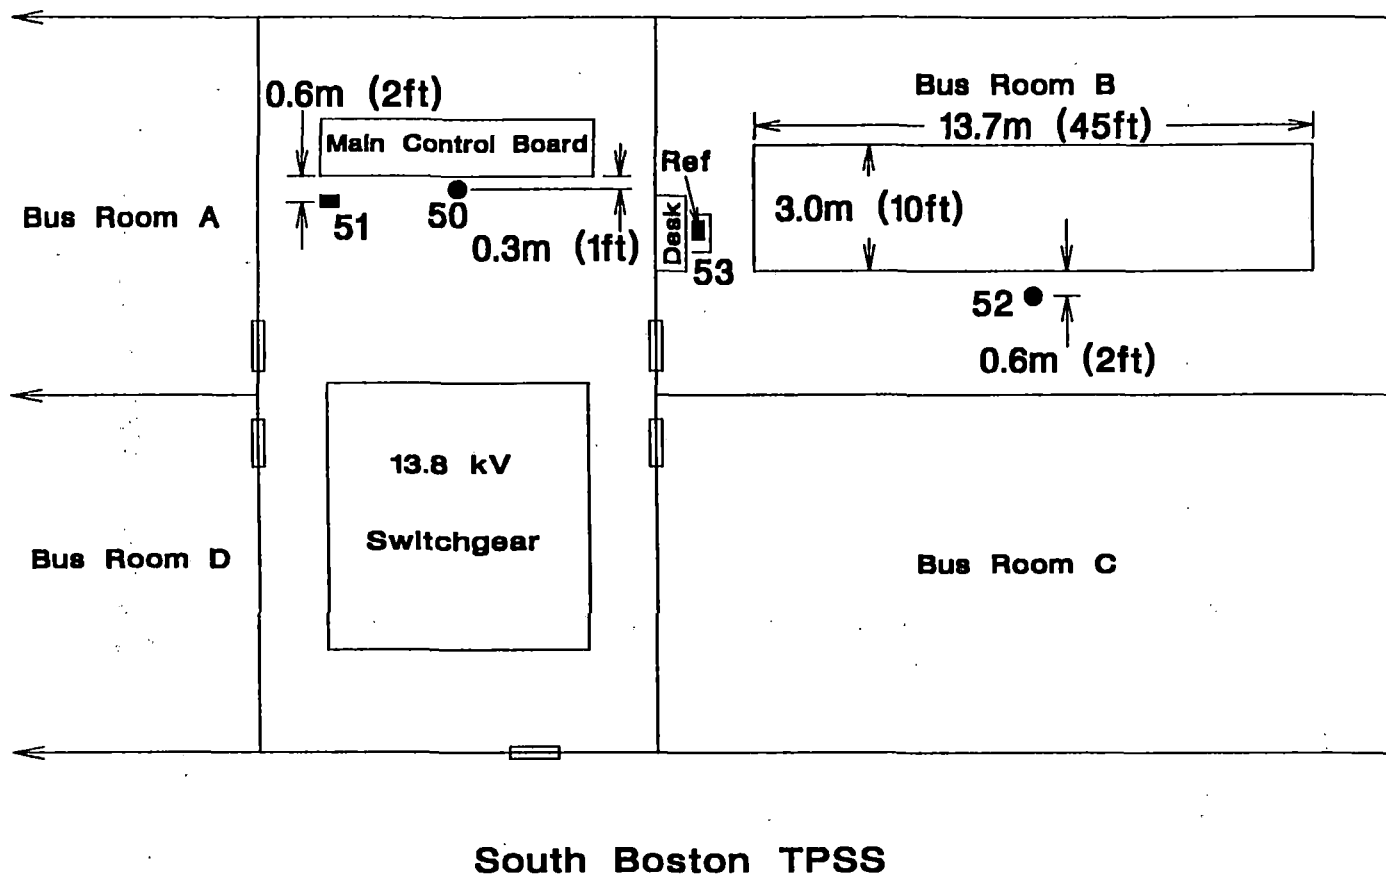 Bus Room B
0.6m (2ft)
13.7m (45ft)
Main Control Board
Ref
Bus Room A
51
50
0.3m (1ft)
Desk
53
3.0m (10ft)
52
0.6m (2ft)
13.8 kV
Switchgear
Bus Room D
Bus Room C
South Boston TPSS